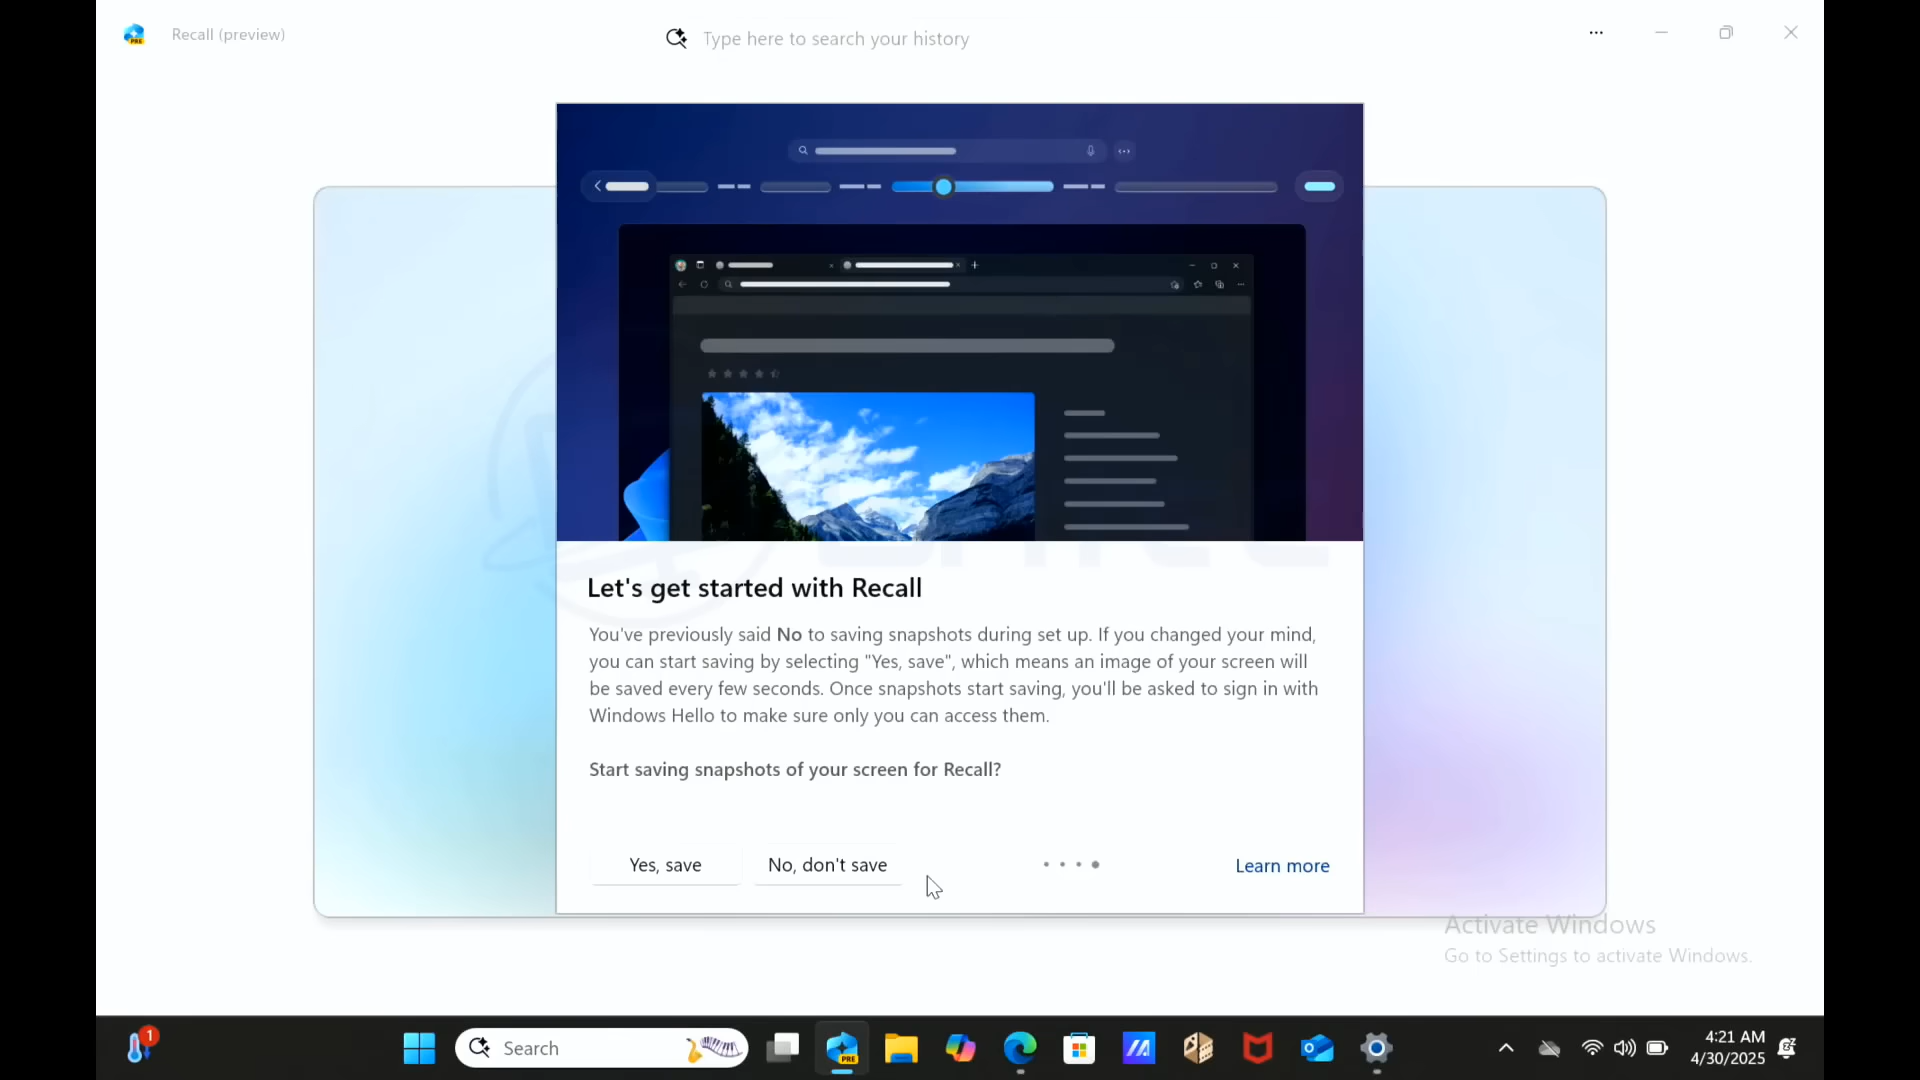 Recall (preview)
Type here to search your history
Let's get started with Recall
You've previously said No to saving snapshots during set up. If you changed your mind,
you can start saving by selecting "Yes, save", which means an image of your screen will
be saved every few seconds. Once snapshots start saving, you'll be asked to sign in with
Windows Hello to make sure only you can access them.
Start saving snapshots of your screen for Recall?
Yes, save
No, don't save
Learn more
Activate Windows
Go to Settings to activate Windows.
1
Search
PRE
4:21 AM
4/30/2025